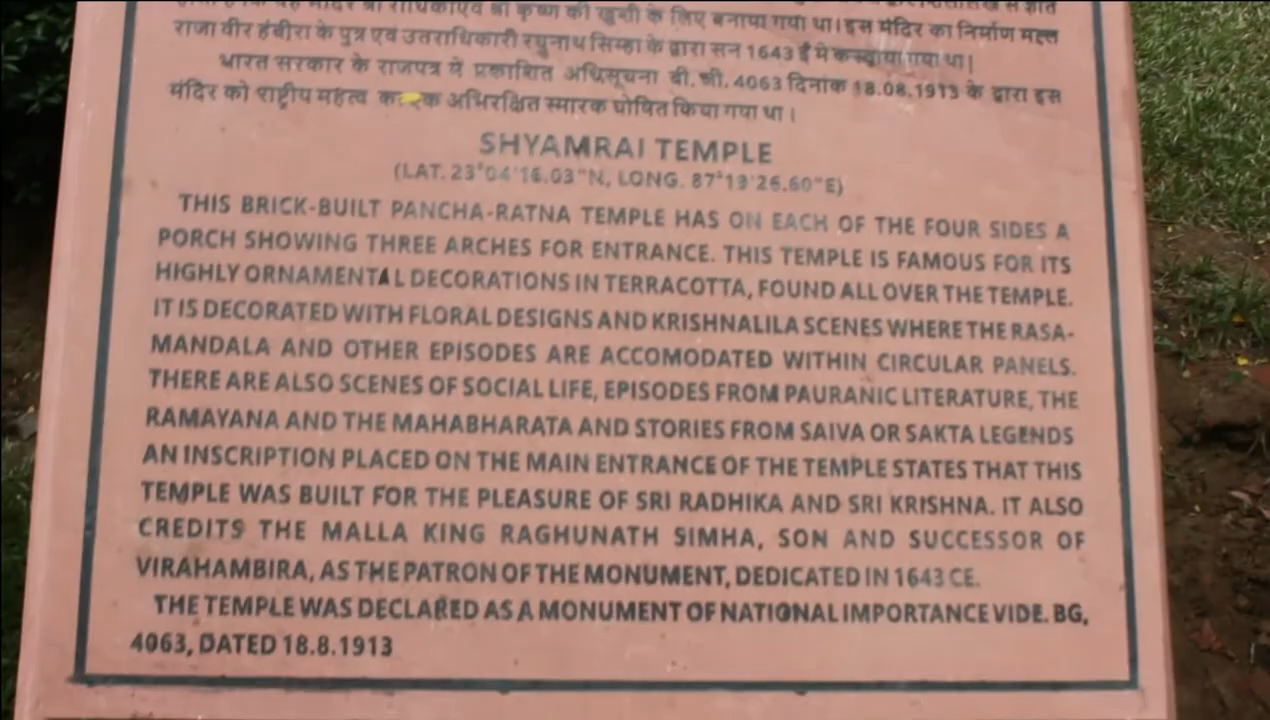 श्री कृष्ण की खुशी के लिए बनाया गया था। इस मंदिर का निर्माण मल्ल
राजा वीर हंबीरा के पुत्र एवं उतराधिकारी रघुनाथ सिम्हा के द्वारा सन 1643 ई में करवाया गया था।
भारत सरकार के राजपत्र में प्रकाशित अधिसूचना बी. जी. 4063 दिनांक 18.08.1913 के द्वारा इस
मंदिर को राष्ट्रीय महत्व अभिरक्षित स्मारक घोषित किया गया था।
SHYAMRAI TEMPLE
(LAT. 23°04'16.03"N, LONG. 87°19'26.60"E)
THIS BRICK-BUILT PANCHA-RATNA TEMPLE HAS ON EACH OF THE FOUR SIDES A
PORCH SHOWING THREE ARCHES FOR ENTRANCE. THIS TEMPLE IS FAMOUS FOR ITS
HIGHLY ORNAMENTAL DECORATIONS IN TERRACOTTA, FOUND ALL OVER THE TEMPLE.
IT IS DECORATED WITH FLORAL DESIGNS AND KRISHNALILA SCENES WHERE THE RASA-
MANDALA AND OTHER EPISODES ARE ACCOMODATED WITHIN CIRCULAR PANELS.
THERE ARE ALSO SCENES OF SOCIAL LIFE, EPISODES FROM PAURANIC LITERATURE, THE
RAMAYANA AND THE MAHABHARATA AND STORIES FROM SAIVA OR SAKTA LEGENDS
AN INSCRIPTION PLACED ON THE MAIN ENTRANCE OF THE TEMPLE STATES THAT THIS
TEMPLE WAS BUILT FOR THE PLEASURE OF SRI RADHIKA AND SRI KRISHNA. IT ALSO
CREDITS THE MALLA KING RAGHUNATH SIMHA, SON AND SUCCESSOR OF
VIRAHAMBIRA, AS THE PATRON OF THE MONUMENT, DEDICATED IN 1643 CE.
THE TEMPLE WAS DECLARED AS A MONUMENT OF NATIONAL IMPORTANCE VIDE. BG,
4063, DATED 18.8.1913